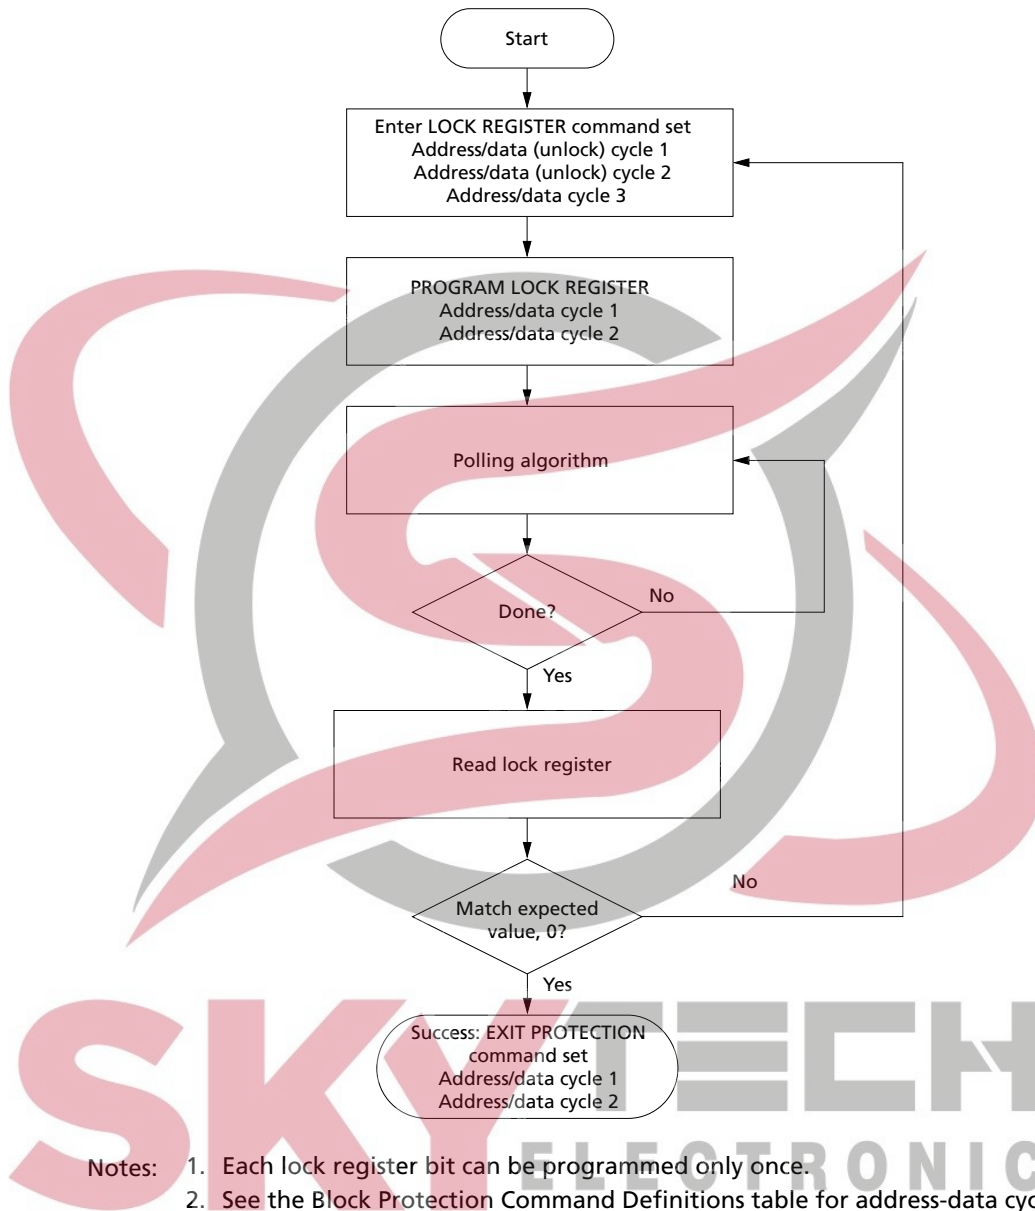 Start
Enter LOCK REGISTER command set
Address/data (unlock) cycle 1
Address/data (unlock) cycle 2
Address/data cycle 3
PROGRAM LOCK REGISTER
Address/data cycle 1
Address/data cycle 2
Polling algorithm
Done?
No
Yes
Read lock register
No
Match expected
value, 0?
Yes
Success: EXIT PROTECTION
command set
Address/data cycle 1
Address/data cycle 2
SKYTECH
ELECTRONIC
Notes: 1. Each lock register bit can be programmed only once.
2. See the Block Protection Command Definitions table for address-data cyc